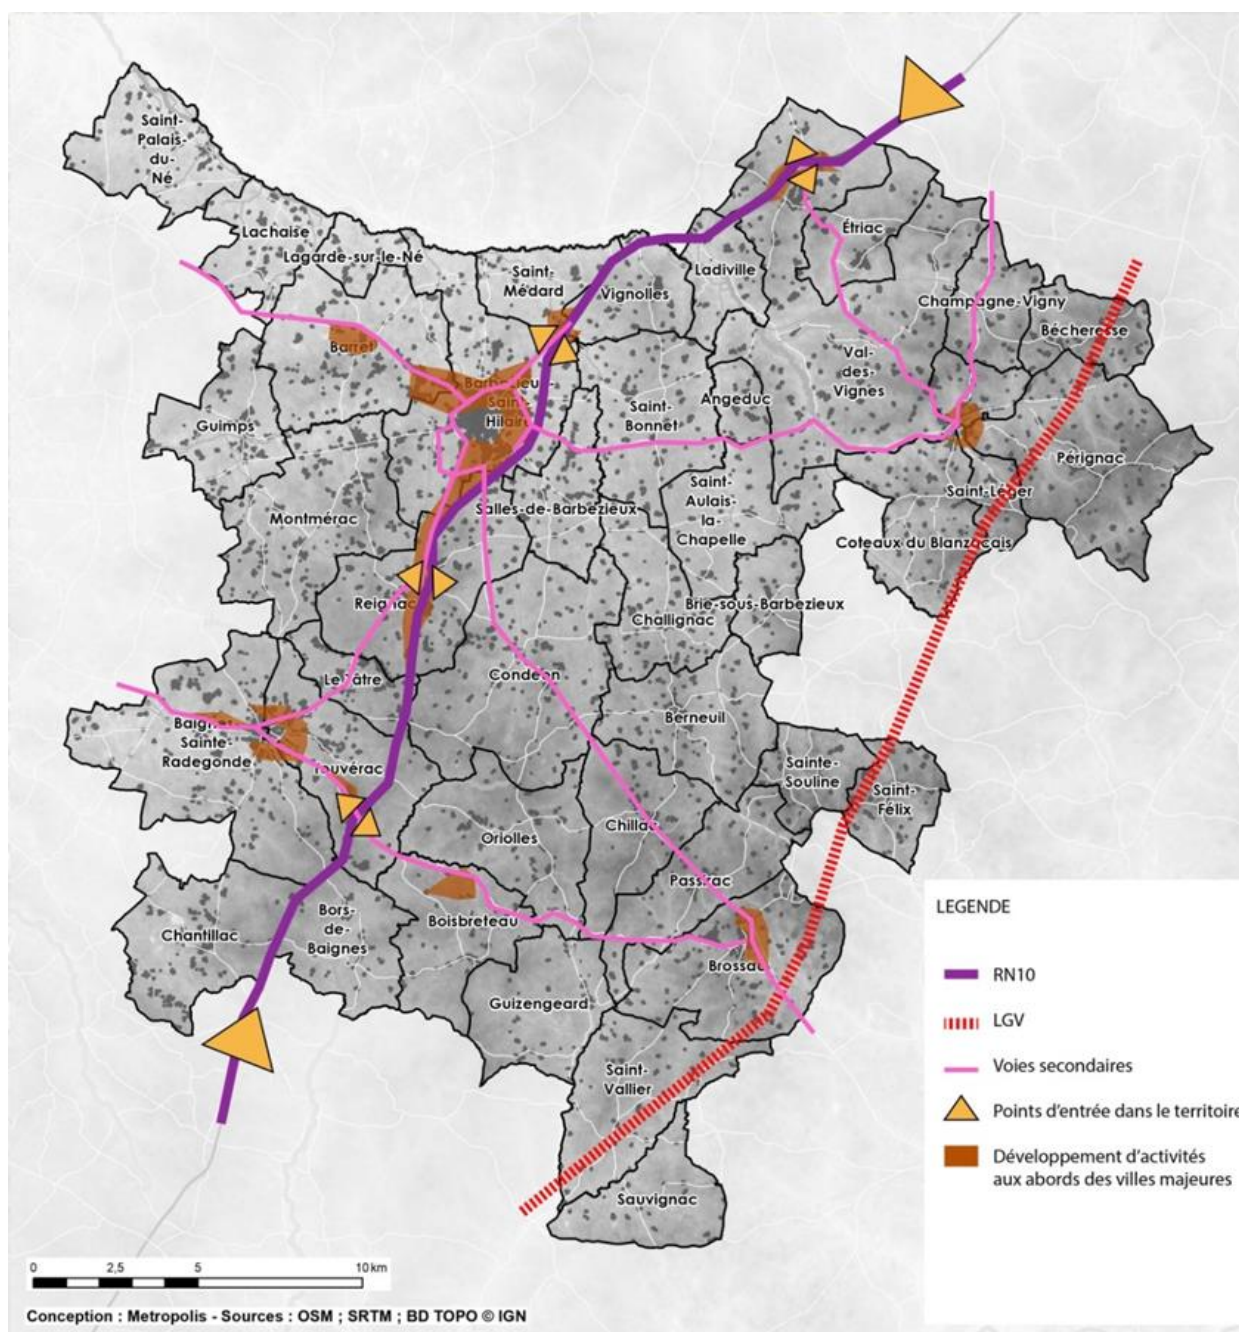 Saint-
Palais-
du-
Né
Lachaise
Lagarde-sur-le-Né
Saint-
Médard
Vignolles
Ladiville
Étriac
Champagne-Vigny
Bécheresse
Barret
Barbezieux-
Saint-
Hilaire
Val-
des-
Vignes
Guimps
Saint-
Bonnet
Angeduc
Pérignac
Saint-Léger
Montmérac
Salles-de-Barbezieux
Saint-
Aulais-
la-
Chapelle
Coteaux du Blanzacais
Reignac
Brie-sous-Barbezieux
Challignac
Le Tâtre
Condéon
Berneuil
Baignes-
Sainte-
Radegonde
Touvérac
Sainte-
Souline
Saint-
Félix
Oriolles
Chillac
Passirac
Chantillac
Bors-
de-
Baignes
Boisbreteau
Brossac
Guizengeard
Saint-
Vallier
Sauvignac
LEGENDE
RN10
LGV
Voies secondaires
Points d'entrée dans le territoire
Développement d'activités
aux abords des villes majeures
0 2,5 5 10 km
Conception : Metropolis - Sources : OSM ; SRTM ; BD TOPO © IGN